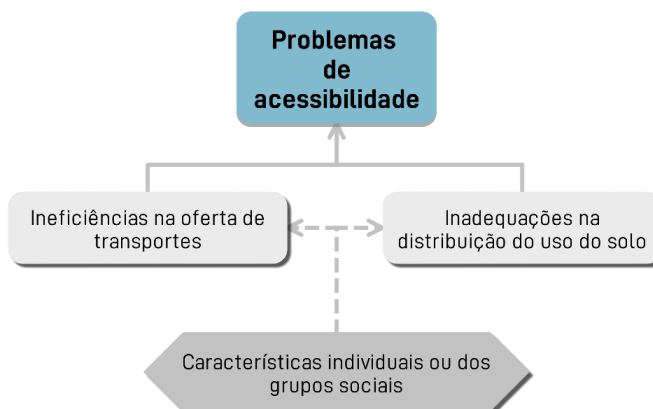 Problemas
de
acessibilidade
Ineficiências na oferta de
transportes
Inadequações na
distribuição do uso do solo
Características individuais ou dos
grupos sociais